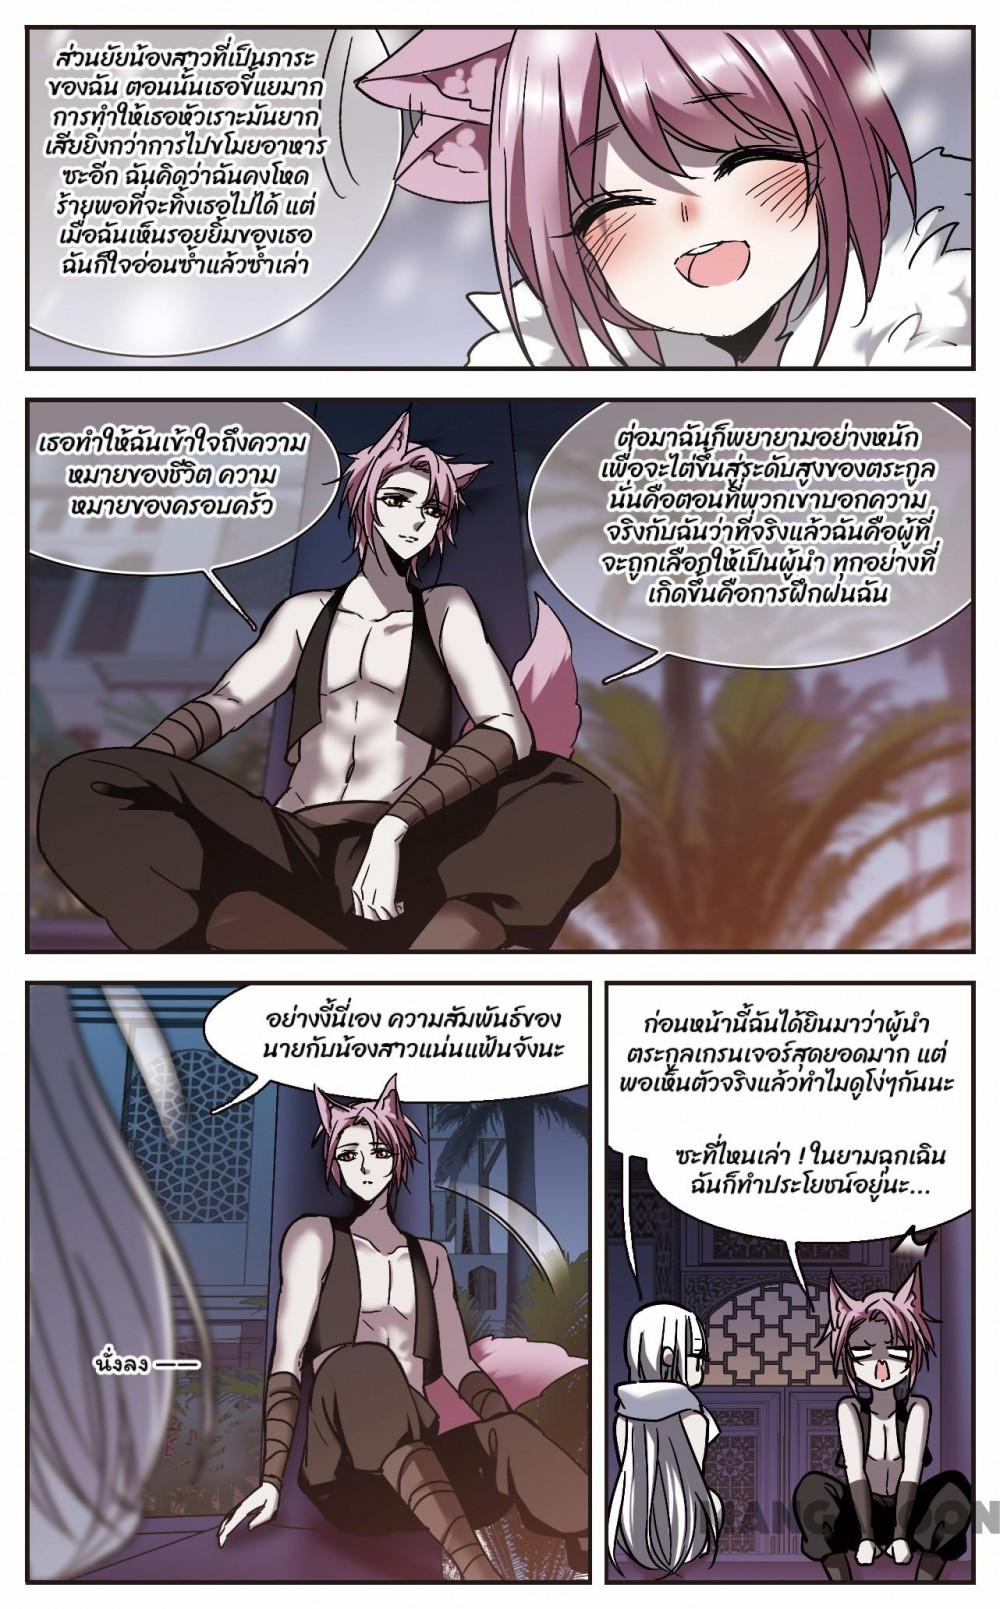 ส่วนยัยน้องสาวที่เป็นภาระ
ของฉัน ตอนนั้นเธอขี้แยมาก
การทำให้เธอหัวเราะมันยาก
เสียยิ่งกว่าการไปขโมยอาหาร
ซะอีก ฉันคิดว่าฉันคงโหด
ร้ายพอที่จะทิ้งเธอไปได้ แต่
เมื่อฉันเห็นรอยยิ้มของเธอ
ฉันก็ใจอ่อนซ้ำแล้วซ้ำเล่า
เธอทำให้ฉันเข้าใจถึงความ
หมายของชีวิต ความ
หมายของครอบครัว
ต่อมาฉันก็พยายามอย่างหนัก
เพื่อจะไต่ขึ้นสู่ระดับสูงของตระกูล
นั่นคือตอนที่พวกเขาบอกความ
จริงกับฉันว่าที่จริงแล้วฉันคือผู้ที่
จะถูกเลือกให้เป็นผู้นำ ทุกอย่างที่
เกิดขึ้นคือการฝึกฝนฉัน
อย่างงี้นี่เอง ความสัมพันธ์ของ
นายกับน้องสาวแน่นแฟ้นจังนะ
นั่งลง ——
ก่อนหน้านี้ฉันได้ยินมาว่าผู้นำ
ตระกูลเกรนเจอร์สุดยอดมาก แต่
พอเห็นตัวจริงแล้วทำไมดูโง่ๆกันนะ
ซะที่ไหนเล่า ! ในยามฉุกเฉิน
ฉันก็ทำประโยชน์อยู่นะ...